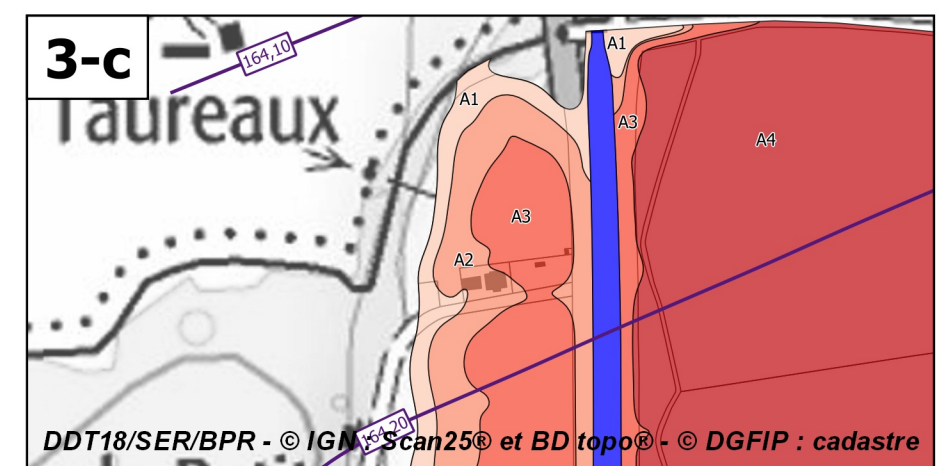 3-c
164,10
Taureaux
A1
A1
A3
A4
A3
A2
164,20
DDT18/SER/BPR - © IGN : Scan25® et BD topo® - © DGFIP : cadastre